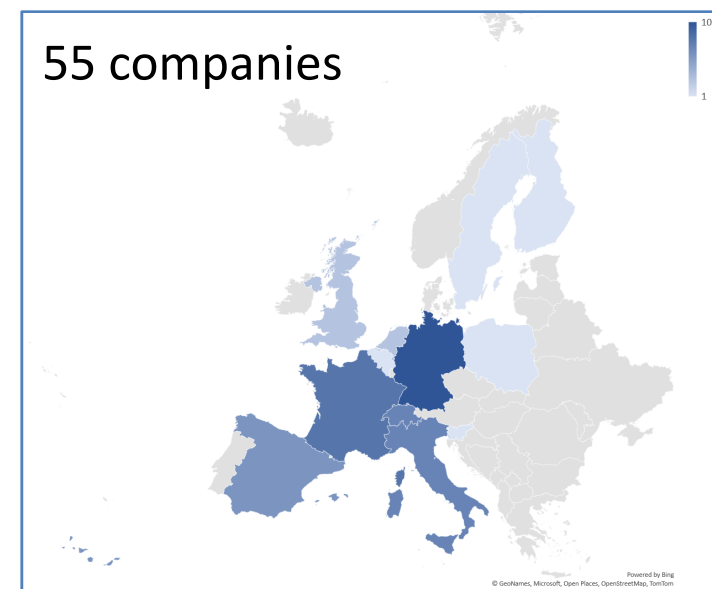 55 companies
10
1
Powered by Bing
© GeoNames, Microsoft, Open Places, OpenStreetMap, TomTom